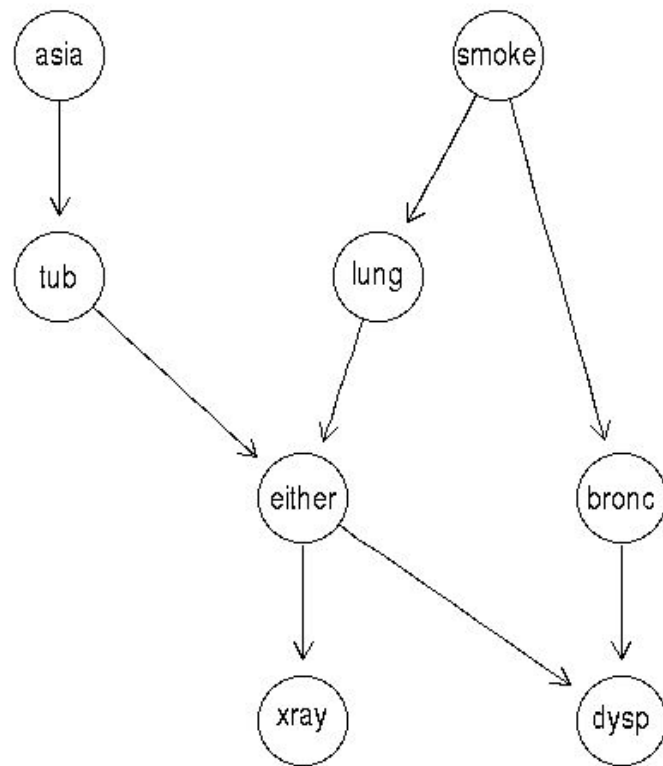 asia
smoke
tub
lung
either
bronc
xray
dysp